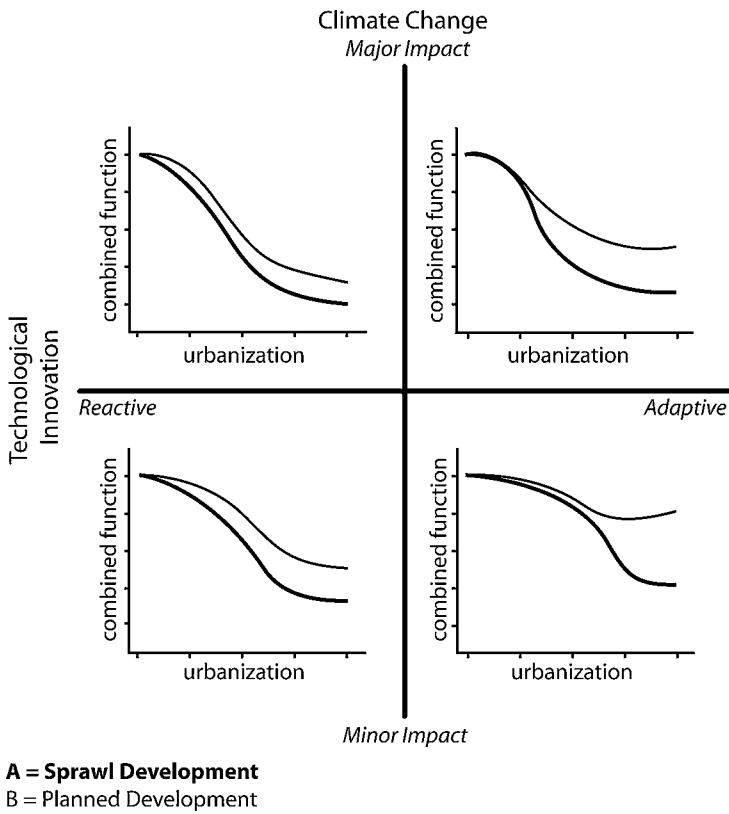 Climate Change
Major Impact
combined function
urbanization
combined function
urbanization
Technological
Innovation
Reactive
Adaptive
combined function
urbanization
combined function
urbanization
Minor Impact
A = Sprawl Development
B = Planned Development